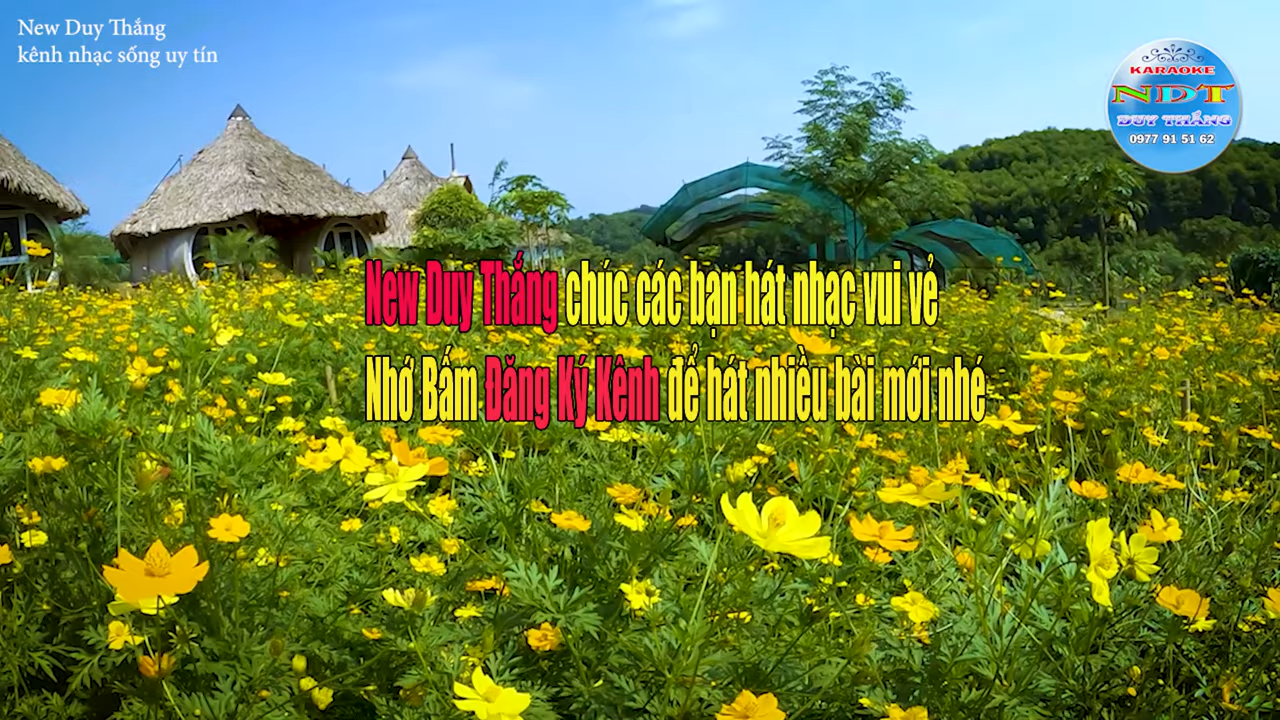 New Duy Thắng
kênh nhạc sống uy tín
KARAOKE
NDT
DUY THẮNG
0977 91 51 62
New Duy Thắng chúc các bạn hát nhạc vui vẻ
Nhớ Bấm Đăng Ký Kênh để hát nhiều bài mới nhé